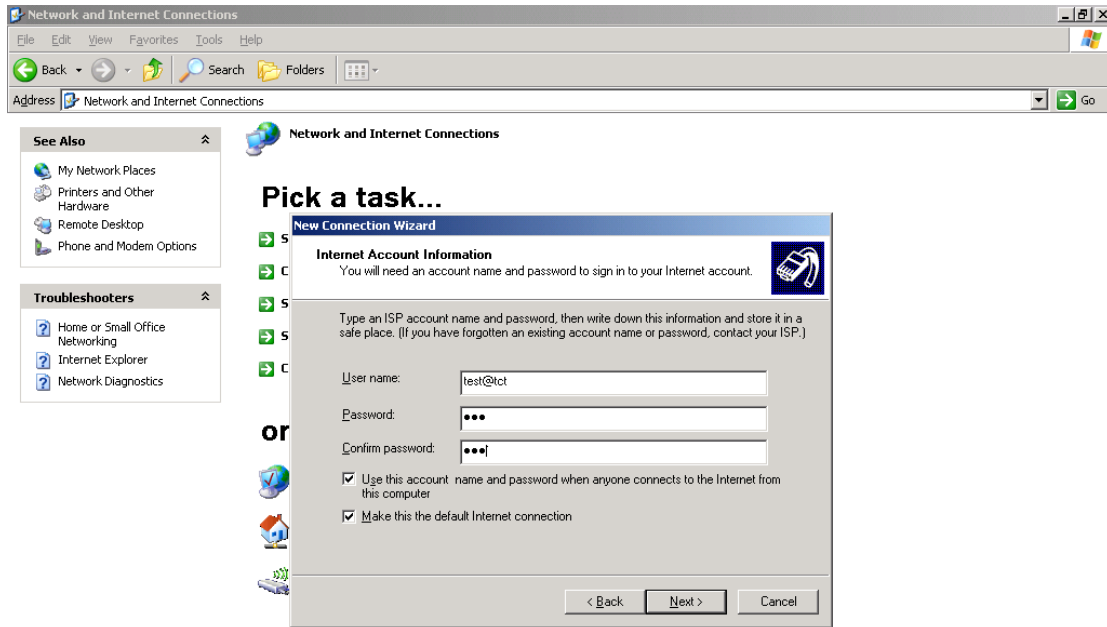 Network and Internet Connections
File Edit View Favorites Tools Help
Back Search Folders
Address Network and Internet Connections Go
See Also
My Network Places
Printers and Other
Hardware
Remote Desktop
Phone and Modem Options
Troubleshooters
Home or Small Office
Networking
Internet Explorer
Network Diagnostics
Network and Internet Connections
Pick a task...
S
C
S
S
C
or
New Connection Wizard
Internet Account Information
You will need an account name and password to sign in to your Internet account.
Type an ISP account name and password, then write down this information and store it in a
safe place. (If you have forgotten an existing account name or password, contact your ISP.)
User name: test@tct
Password: •••
Confirm password: •••
Use this account name and password when anyone connects to the Internet from
this computer
Make this the default Internet connection
< Back Next > Cancel